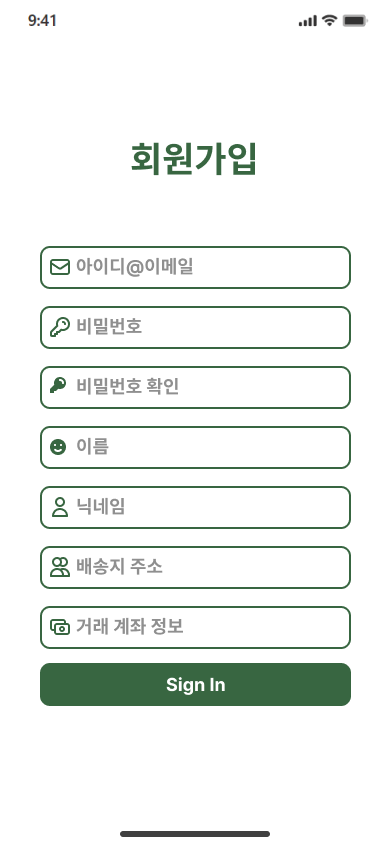 9:41
회원가입
아이디@이메일
비밀번호
비밀번호 확인
이름
닉네임
배송지 주소
거래 계좌 정보
Sign In